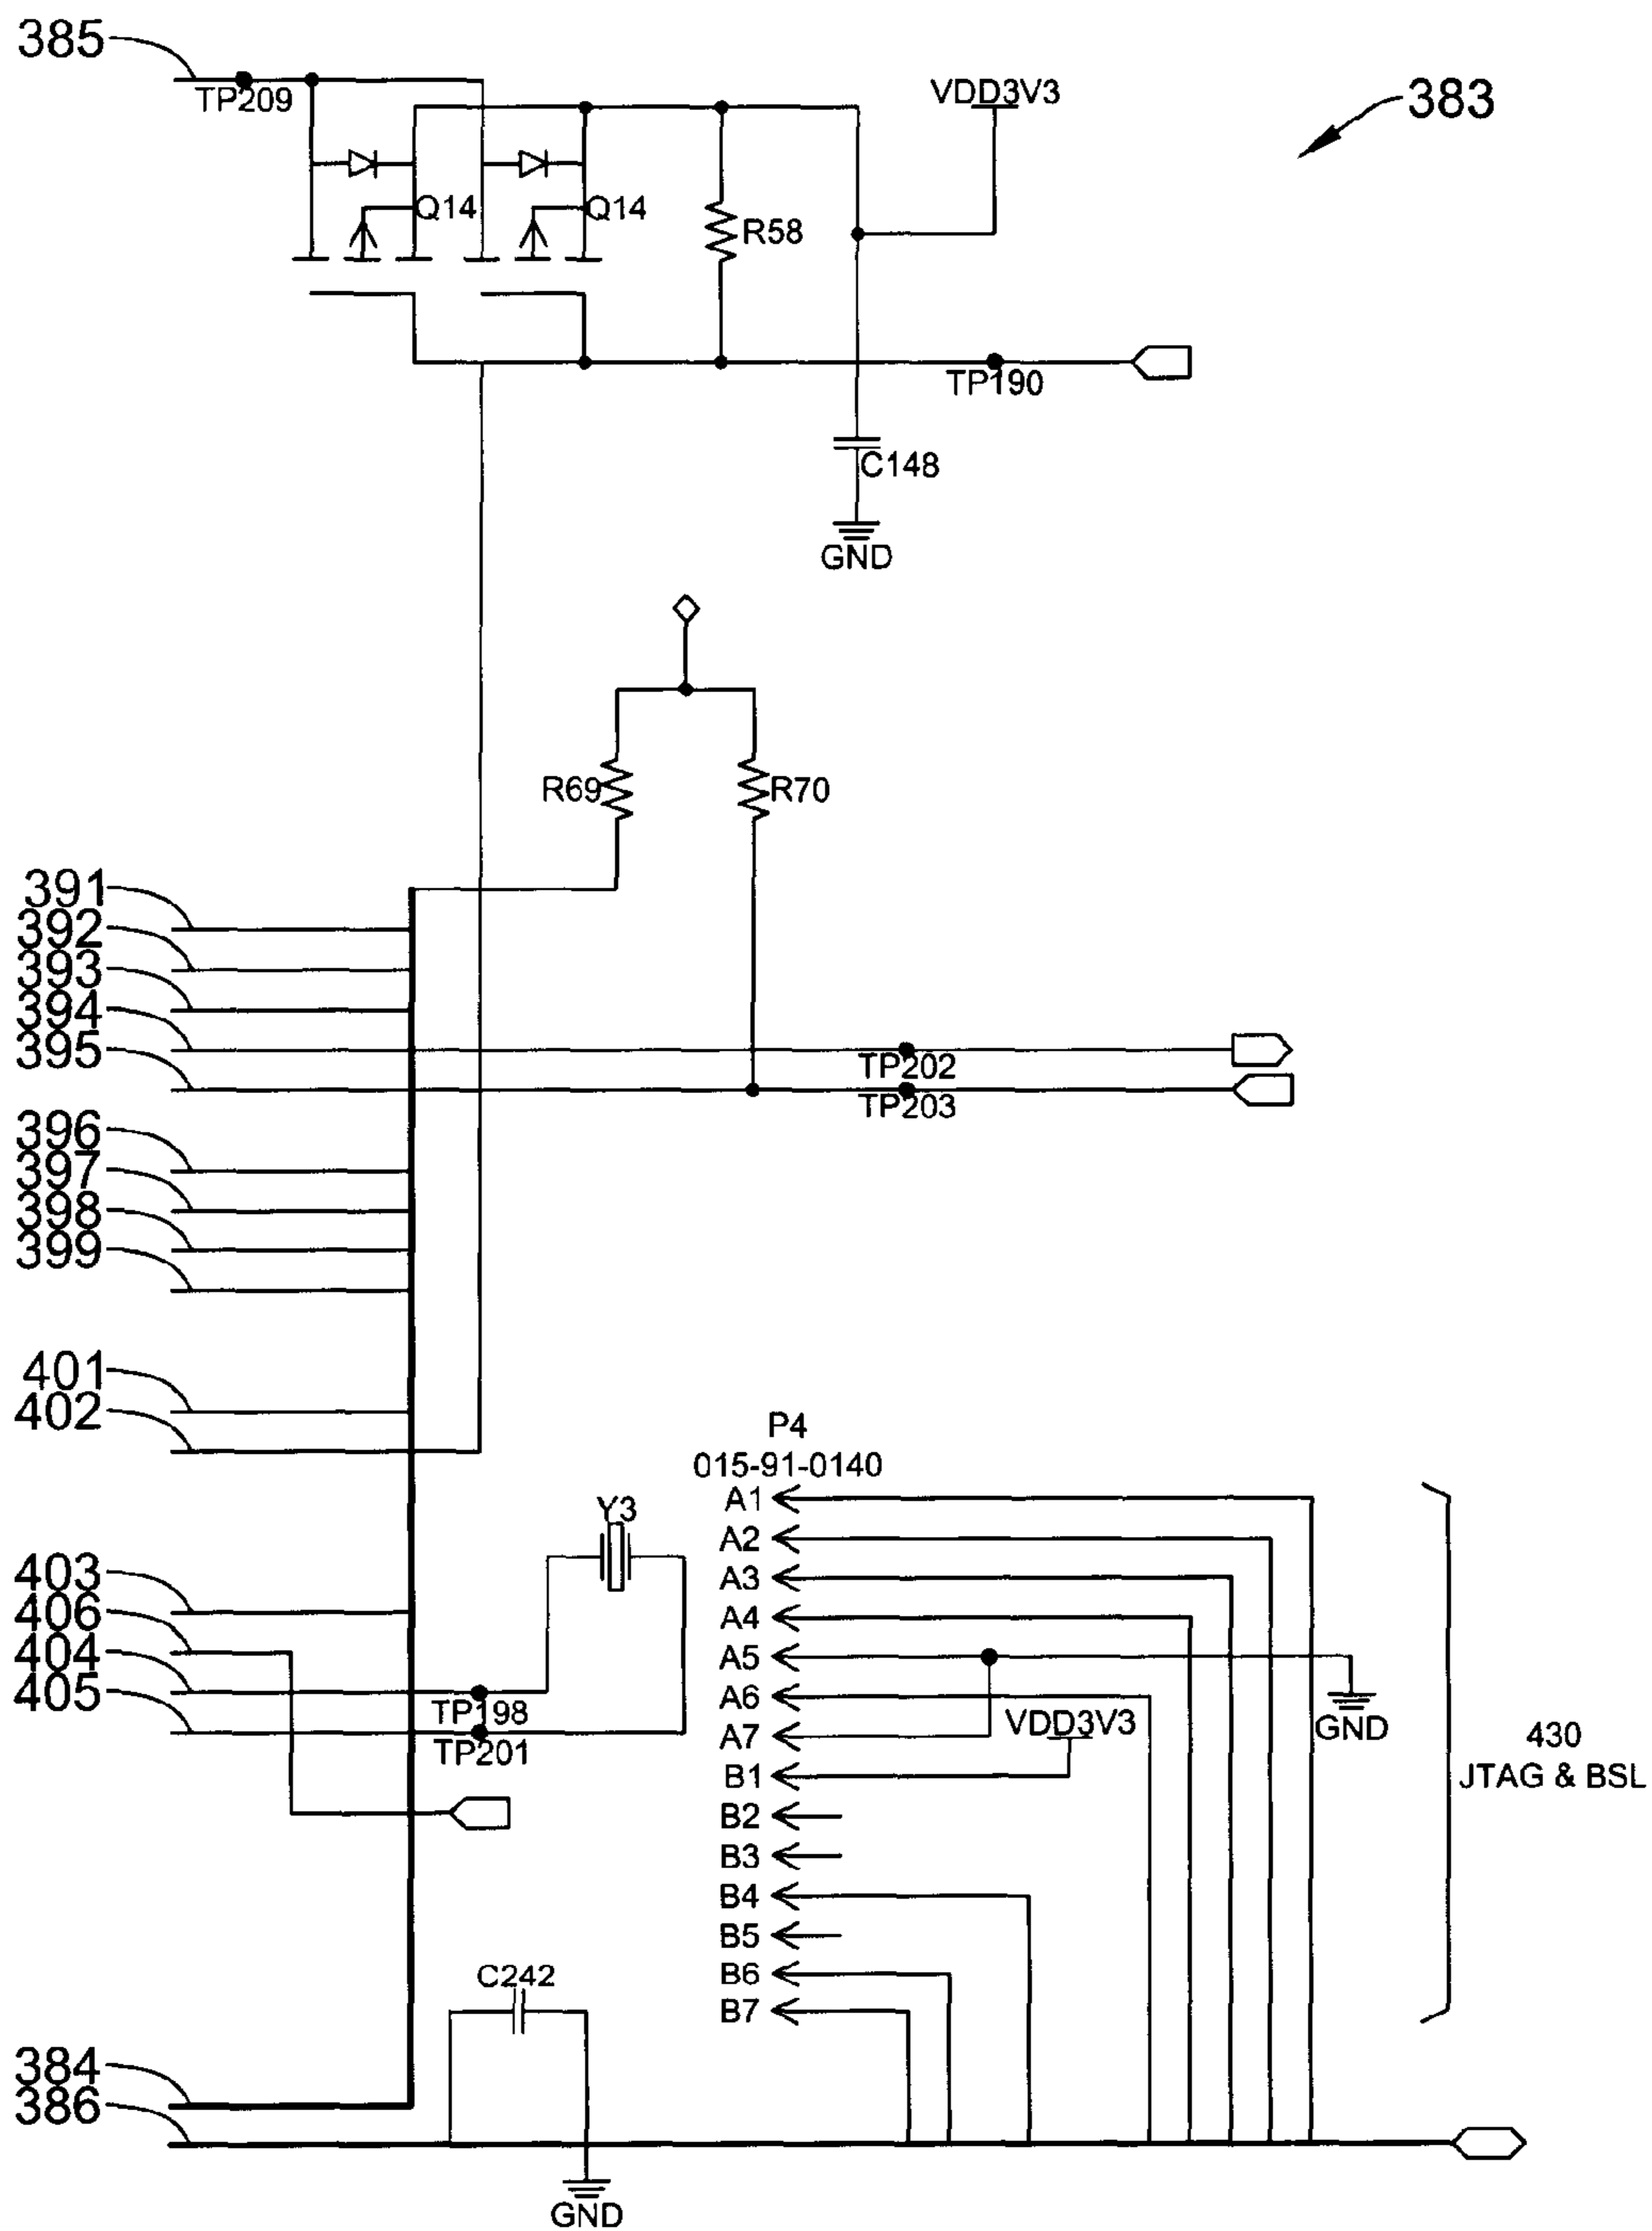 385
TP209
VDD3V3
383
Q14
Q14
R58
TP190
C148
GND
R69
R70
391
392
393
394
395
TP202
TP203
396
397
398
399
401
402
P4
015-91-0140
A1
Y3
A2
A3
403
406
404
405
A4
A5
A6
A7
B1
B2
B3
B4
B5
B6
B7
TP198
TP201
VDD3V3
GND
430
JTAG & BSL
C242
384
386
GND